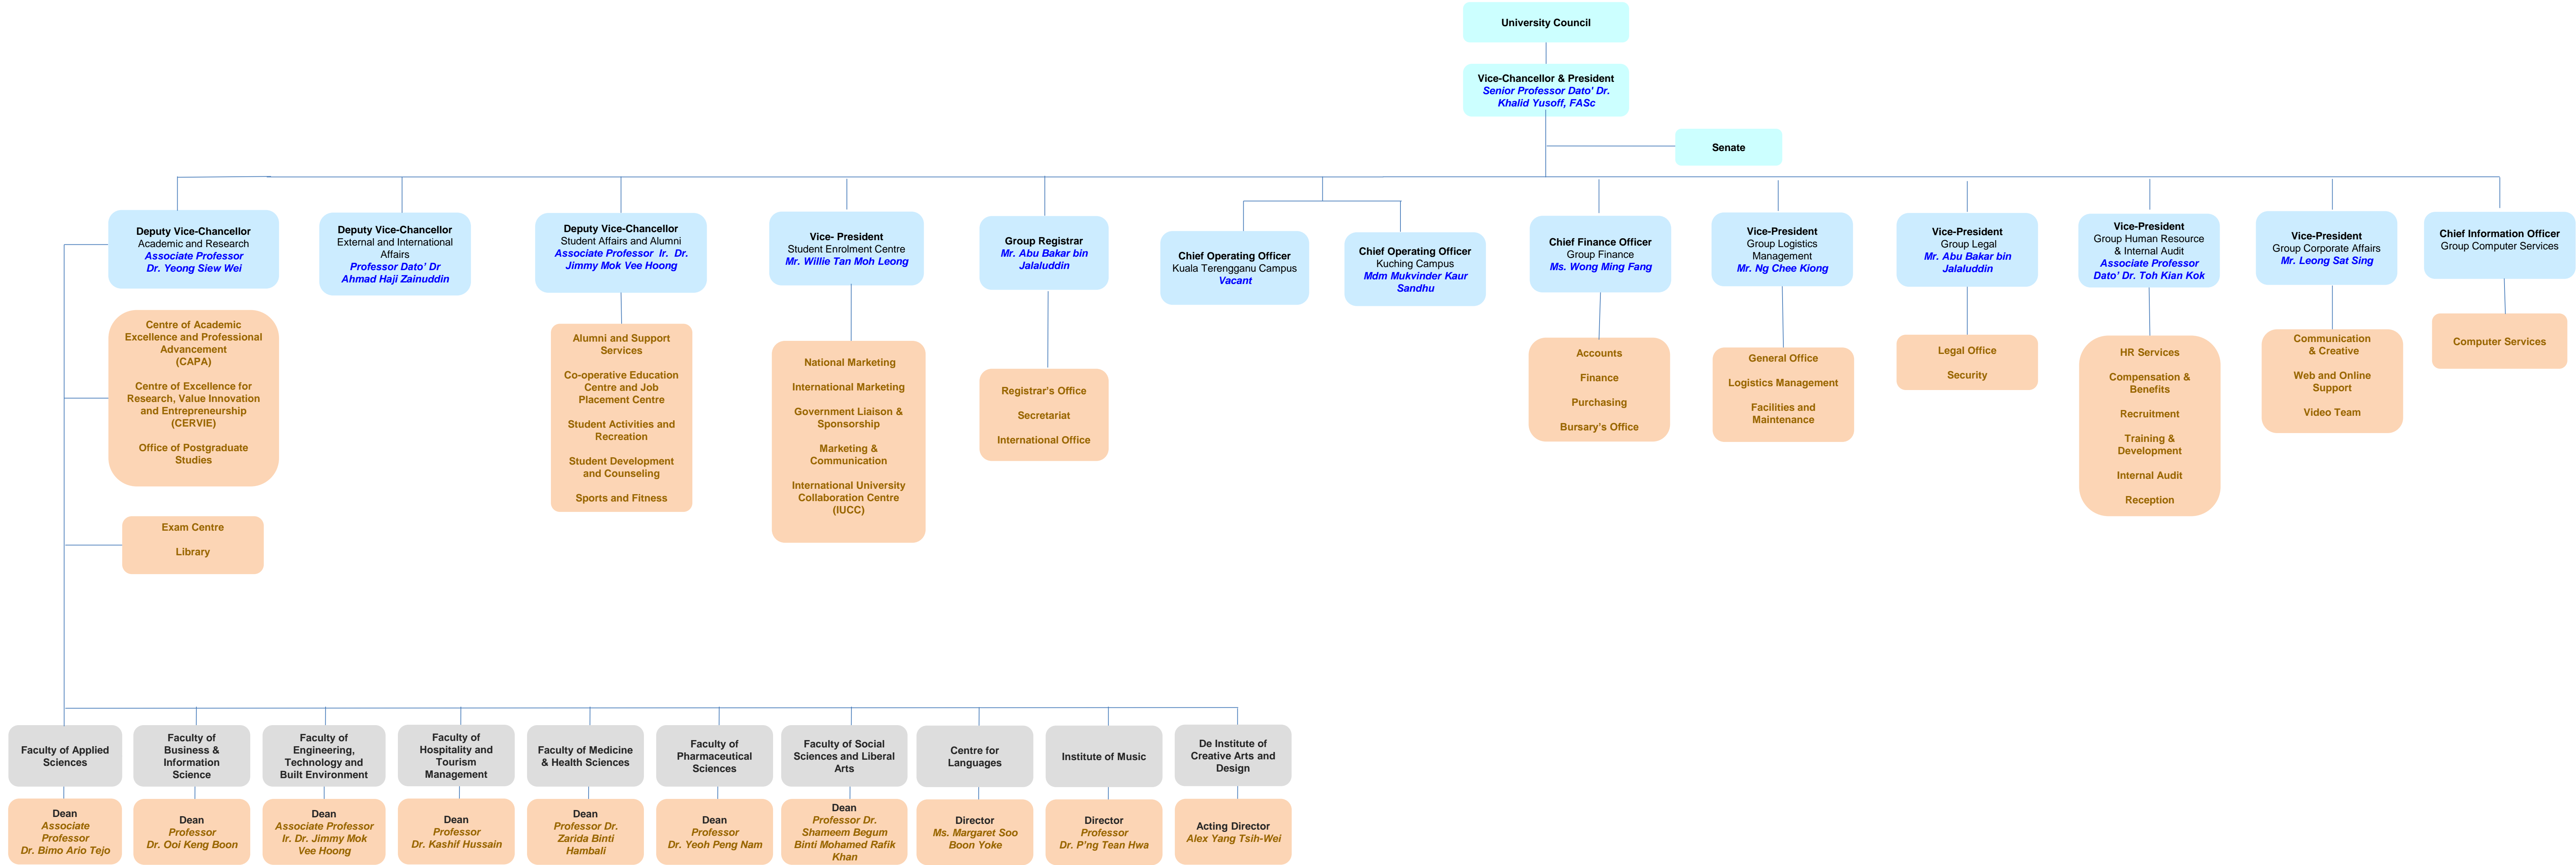 University Council
Vice-Chancellor & President
Senior Professor Dato' Dr.
Khalid Yusoff, FASc
Senate
Deputy Vice-Chancellor
Academic and Research
Associate Professor
Dr. Yeong Siew Wei
Deputy Vice-Chancellor
External and International
Affairs
Professor Dato’ Dr
Ahmad Haji Zainuddin
Deputy Vice-Chancellor
Student Affairs and Alumni
Associate Professor Ir. Dr.
Jimmy Mok Vee Hoong
Vice- President
Student Enrolment Centre
Mr. Willie Tan Moh Leong
Group Registrar
Mr. Abu Bakar bin
Jalaluddin
Chief Operating Officer
Kuala Terengganu Campus
Vacant
Chief Operating Officer
Kuching Campus
Mdm Mukvinder Kaur
Sandhu
Chief Finance Officer
Group Finance
Ms. Wong Ming Fang
Vice-President
Group Logistics
Management
Mr. Ng Chee Kiong
Vice-President
Group Legal
Mr. Abu Bakar bin
Jalaluddin
Vice-President
Group Human Resource
& Internal Audit
Associate Professor
Dato’ Dr. Toh Kian Kok
Vice-President
Group Corporate Affairs
Mr. Leong Sat Sing
Chief Information Officer
Group Computer Services
Centre of Academic
Excellence and Professional
Advancement
(CAPA)
Centre of Excellence for
Research, Value Innovation
and Entrepreneurship
(CERVIE)
Office of Postgraduate
Studies
Exam Centre
Library
Alumni and Support
Services
Co-operative Education
Centre and Job
Placement Centre
Student Activities and
Recreation
Student Development
and Counseling
Sports and Fitness
National Marketing
International Marketing
Government Liaison &
Sponsorship
Marketing &
Communication
International University
Collaboration Centre
(IUCC)
Registrar’s Office
Secretariat
International Office
Accounts
Finance
Purchasing
Bursary’s Office
General Office
Logistics Management
Facilities and
Maintenance
Legal Office
Security
HR Services
Compensation &
Benefits
Recruitment
Training &
Development
Internal Audit
Reception
Communication
& Creative
Web and Online
Support
Video Team
Computer Services
Faculty of Applied
Sciences
Faculty of
Business &
Information
Science
Faculty of
Engineering,
Technology and
Built Environment
Faculty of
Hospitality and
Tourism
Management
Faculty of Medicine
& Health Sciences
Faculty of
Pharmaceutical
Sciences
Faculty of Social
Sciences and Liberal
Arts
Centre for
Languages
Institute of Music
De Institute of
Creative Arts and
Design
Dean
Associate
Professor
Dr. Bimo Ario Tejo
Dean
Professor
Dr. Ooi Keng Boon
Dean
Associate Professor
Ir. Dr. Jimmy Mok
Vee Hoong
Dean
Professor
Dr. Kashif Hussain
Dean
Professor Dr.
Zarida Binti
Hambali
Dean
Professor
Dr. Yeoh Peng Nam
Dean
Professor Dr.
Shameem Begum
Binti Mohamed Rafik
Khan
Director
Ms. Margaret Soo
Boon Yoke
Director
Professor
Dr. P’ng Tean Hwa
Acting Director
Alex Yang Tsih-Wei